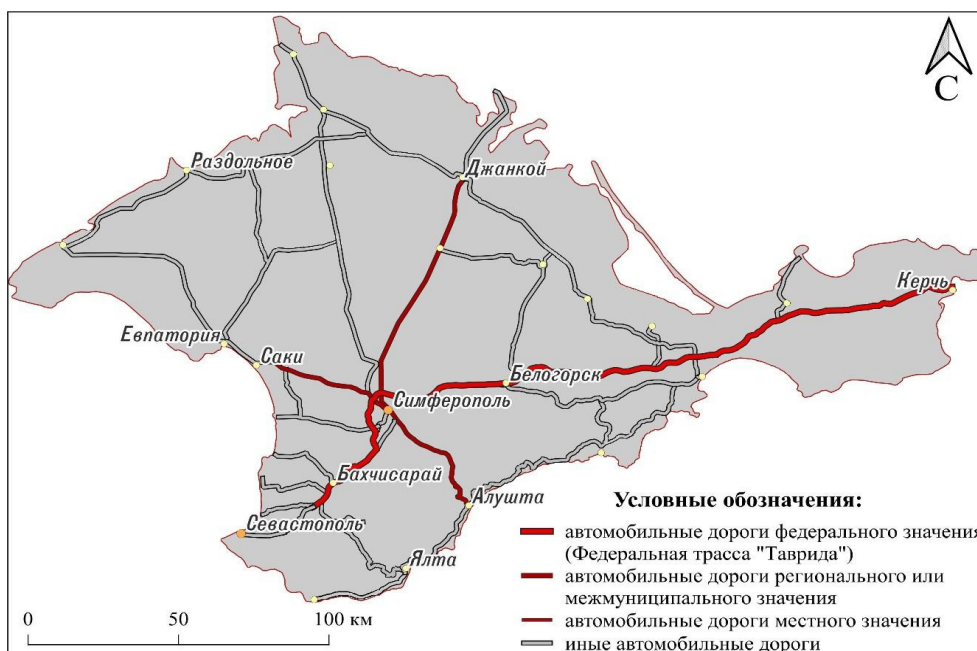 С
Раздольное
Джанкой
Керчь
Евпатория
Саки
Белогорск
Симферополь
Бахчисарай
Алушта
Севастополь
Ялта
Условные обозначения:
автомобильные дороги федерального значения
(Федеральная трасса "Таврида")
автомобильные дороги регионального или
межмуниципального значения
автомобильные дороги местного значения
иные автомобильные дороги
0 50 100 км